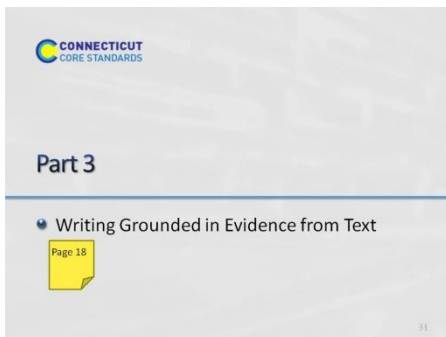 CONNECTICUT
CORE STANDARDS
Part 3
Writing Grounded in Evidence from Text
Page 18
31